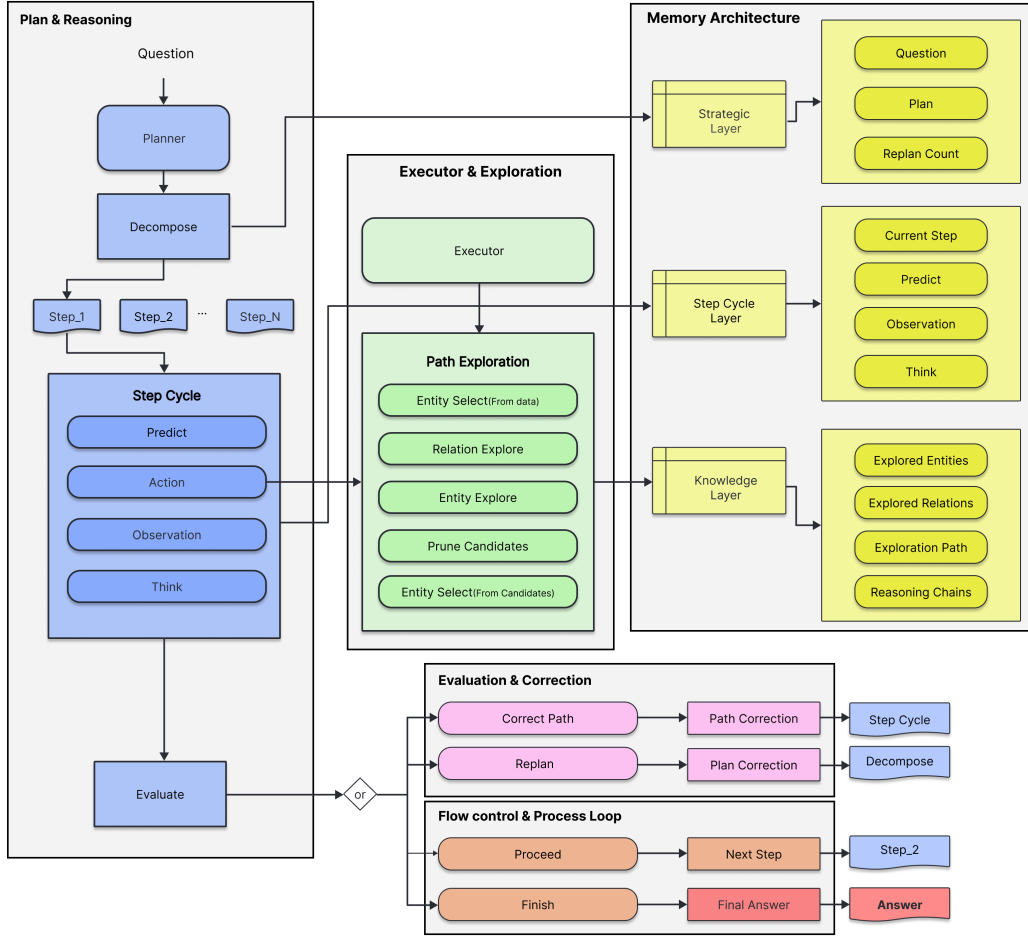 Plan & Reasoning
Question
Planner
Decompose
Step_1
Step_2
...
Step_N
Step Cycle
Predict
Action
Observation
Think
Evaluate
or
Executor & Exploration
Executor
Path Exploration
Entity Select(From data)
Relation Explore
Entity Explore
Prune Candidates
Entity Select(From Candidates)
Memory Architecture
Strategic
Layer
Question
Plan
Replan Count
Step Cycle
Layer
Current Step
Predict
Observation
Think
Knowledge
Layer
Explored Entities
Explored Relations
Exploration Path
Reasoning Chains
Evaluation & Correction
Correct Path
Path Correction
Step Cycle
Replan
Plan Correction
Decompose
Flow control & Process Loop
Proceed
Next Step
Step_2
Finish
Final Answer
Answer